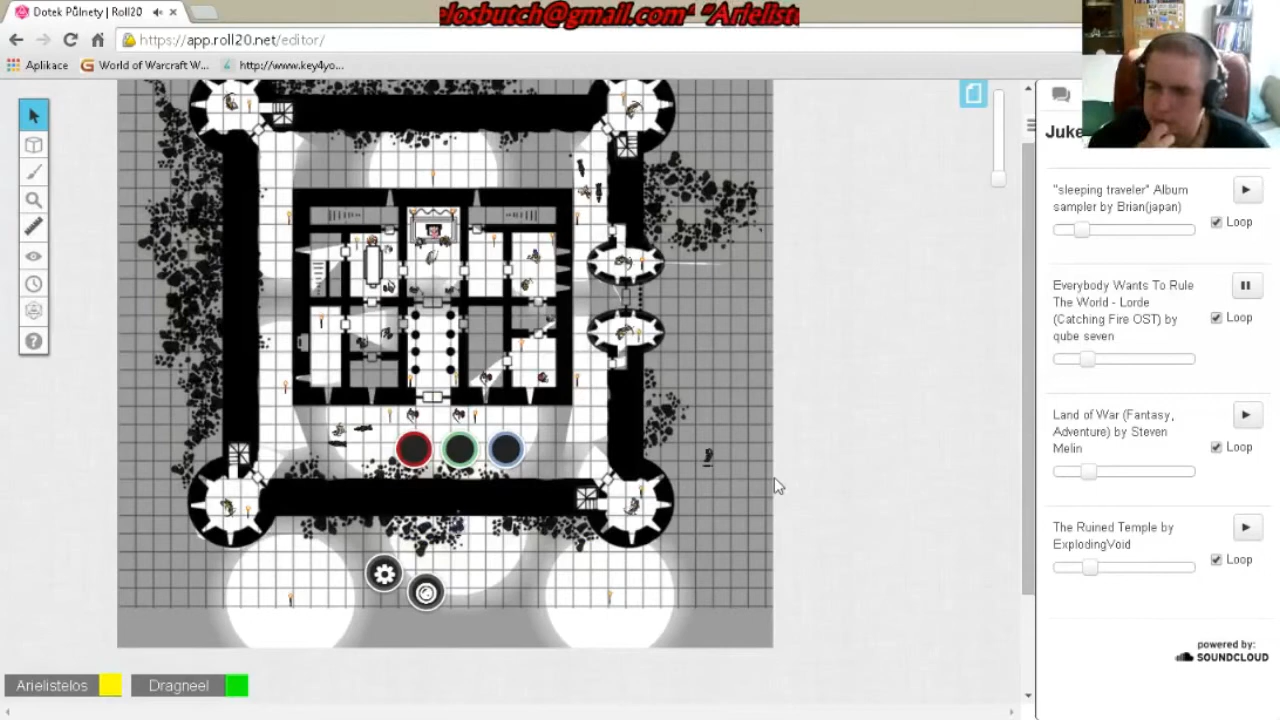 Dotek Půlnety | Roll20
elosbutch@gmail.com" "Arieliste
https://app.roll20.net/editor/
Aplikace
World of Warcraft W...
http://www.key4yo...
Juke
"sleeping traveler" Album
sampler by Brian(japan)
Loop
Everybody Wants To Rule
The World - Lorde
(Catching Fire OST) by
qube seven
Loop
Land of War (Fantasy,
Adventure) by Steven
Melin
Loop
The Ruined Temple by
ExplodingVoid
Loop
powered by:
SOUNDCLOUD
Arielistelos
Dragneel